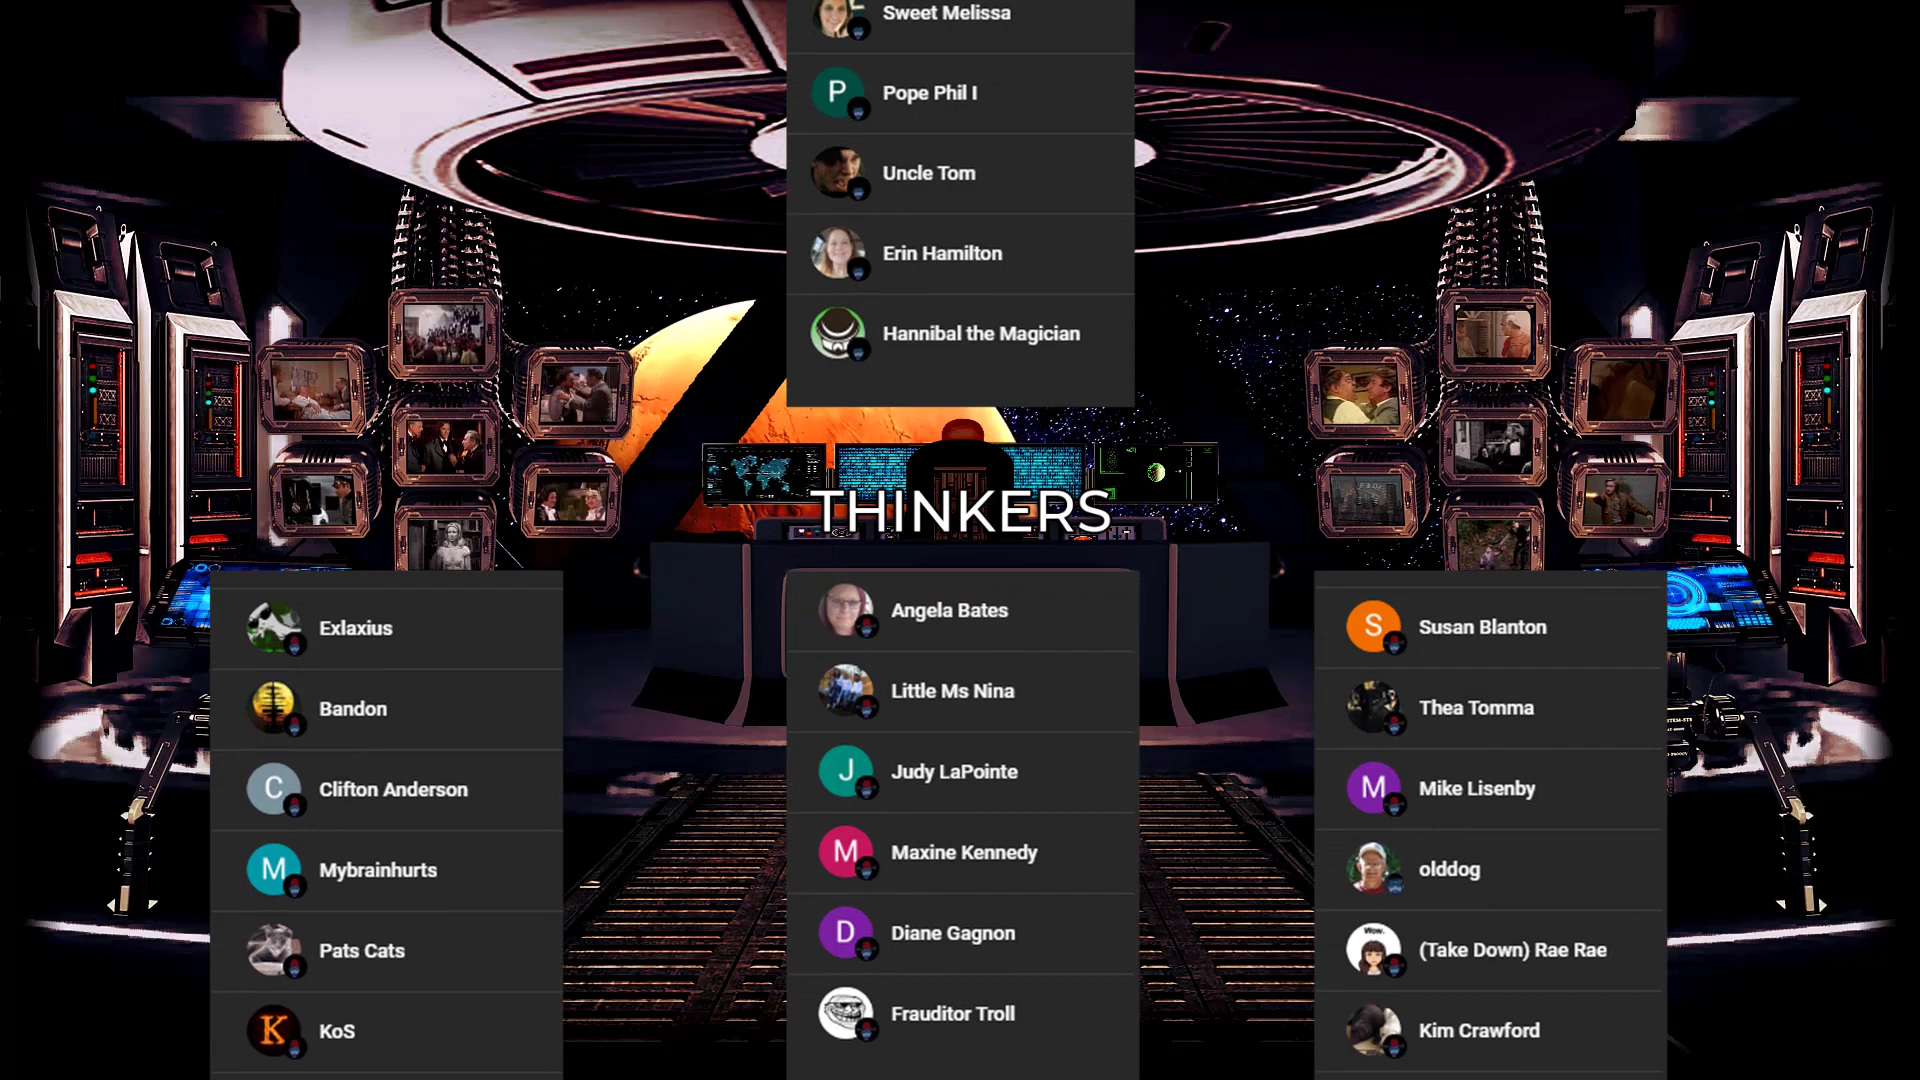 Sweet Melissa
P
Pope Phil I
Uncle Tom
Erin Hamilton
Hannibal the Magician
THINKERS
Exlaxius
Bandon
C
Clifton Anderson
M
Mybrainhurts
Pats Cats
K
KoS
Angela Bates
Little Ms Nina
J
Judy LaPointe
M
Maxine Kennedy
D
Diane Gagnon
Frauditor Troll
S
Susan Blanton
Thea Tomma
M
Mike Lisenby
olddog
Wow.
(Take Down) Rae Rae
Kim Crawford